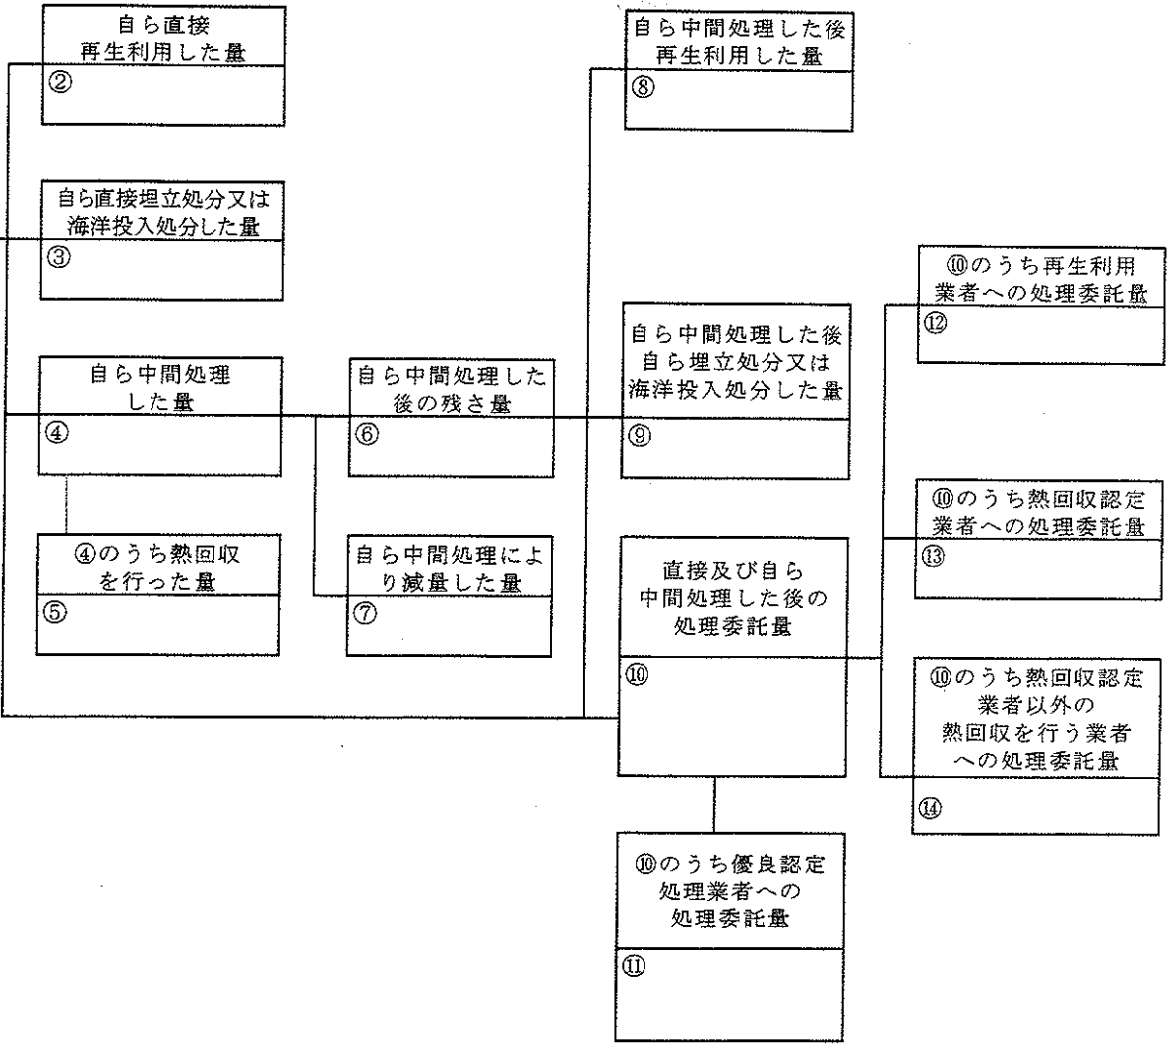 自ら直接
再生利用した量
②
自ら直接埋立処分又は
海洋投入処分した量
③
自ら中間処理
した量
④
④のうち熱回収
を行った量
⑤
自ら中間処理した
後の残さ量
⑥
自ら中間処理によ
り減量した量
⑦
自ら中間処理した後
再生利用した量
⑧
自ら中間処理した後
自ら埋立処分又は
海洋投入処分した量
⑨
直接及び自ら
中間処理した後の
処理委託量
⑩
⑩のうち優良認定
処理業者への
処理委託量
⑪
⑩のうち再生利用
業者への処理委託量
⑫
⑩のうち熱回収認定
業者への処理委託量
⑬
⑩のうち熱回収認定
業者以外の
熱回収を行う業者
への処理委託量
⑭